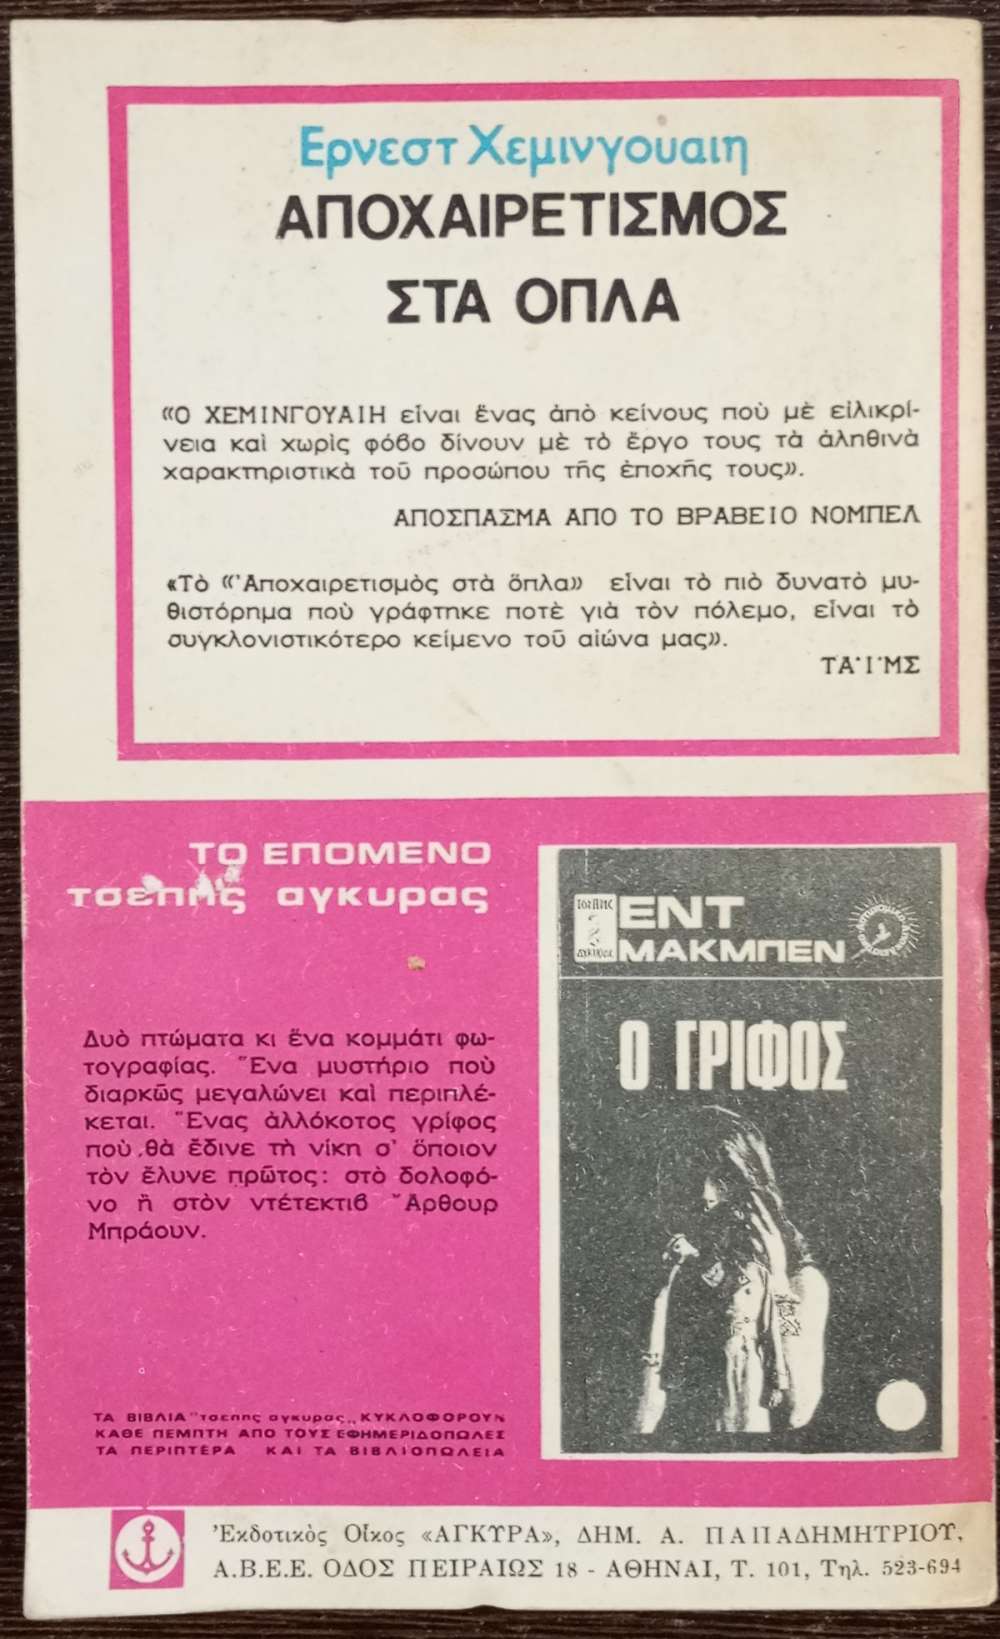 Ερνεστ Χεμινγουαιη
ΑΠΟΧΑΙΡΕΤΙΣΜΟΣ
ΣΤΑ ΟΠΛΑ
«Ο ΧΕΜΙΝΓΟΥΑΙΗ εἶναι ἕνας ἀπὸ κείνους ποὺ μὲ εἰλικρί-
νεια καὶ χωρὶς φόβο δίνουν μὲ τὸ ἔργο τους τὰ ἀληθινὰ
χαρακτηριστικὰ τοῦ προσώπου τῆς ἐποχῆς τους».
ΑΠΟΣΠΑΣΜΑ ΑΠΟ ΤΟ ΒΡΑΒΕΙΟ ΝΟΜΠΕΛ
«Τὸ «'Αποχαιρετισμὸς στὰ ὅπλα» εἶναι τὸ πιὸ δυνατὸ μυ-
θιστόρημα ποὺ γράφτηκε ποτὲ γιὰ τὸν πόλεμο, εἶναι τὸ
συγκλονιστικότερο κείμενο τοῦ αἰώνα μας».
ΤΑ·Ι·ΜΣ
ΤΟ ΕΠΟΜΕΝΟ
τσεπης αγκυρας
Δυὸ πτώματα κι ἕνα κομμάτι φω-
τογραφίας. Ἕνα μυστήριο ποὺ
διαρκῶς μεγαλώνει καὶ περιπλέ-
κεται. Ἕνας ἀλλόκοτος γρίφος
ποὺ θὰ ἔδινε τὴ νίκη σ' ὅποιον
τὸν ἔλυνε πρῶτος: στὸ δολοφό-
νο ἢ στὸν ντέτεκτιβ Ἄρθουρ
Μπράουν.
ΤΑ ΒΙΒΛΙΑ "τσεπης αγκυρας,, ΚΥΚΛΟΦΟΡΟΥΝ
ΚΑΘΕ ΠΕΜΠΤΗ ΑΠΟ ΤΟΥΣ ΕΦΗΜΕΡΙΔΟΠΩΛΕΣ
ΤΑ ΠΕΡΙΠΤΕΡΑ ΚΑΙ ΤΑ ΒΙΒΛΙΟΠΩΛΕΙΑ
ΕΝΤ
ΜΑΚΜΠΕΝ
Ο ΓΡΙΦΟΣ
Ἐκδοτικὸς Οἶκος «ΑΓΚΥΡΑ», ΔΗΜ. Α. ΠΑΠΑΔΗΜΗΤΡΙΟΥ,
Α.Β.Ε.Ε. ΟΔΟΣ ΠΕΙΡΑΙΩΣ 18 - ΑΘΗΝΑΙ, Τ. 101, Τηλ. 523-694